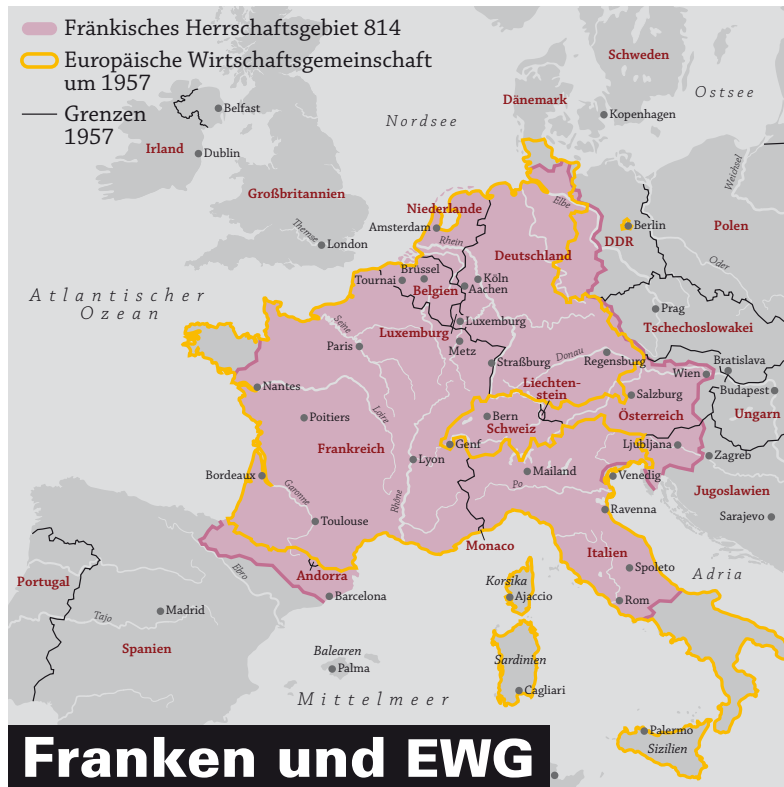 Fränkisches Herrschaftsgebiet 814
Europäische Wirtschaftsgemeinschaft
um 1957
Grenzen
1957
Schweden
Ostsee
Dänemark
Kopenhagen
Nordsee
Belfast
Irland
Dublin
Großbritannien
Themse
London
Niederlande
Amsterdam
Rhein
Elbe
Weichsel
Berlin
DDR
Polen
Oder
Deutschland
Brüssel
Tournai
Belgien
Köln
Aachen
Atlantischer
Ozean
Prag
Tschechoslowakei
Seine
Paris
Luxemburg
Luxemburg
Metz
Straßburg
Donau
Regensburg
Bratislava
Wien
Budapest
Nantes
Liechten-
stein
Salzburg
Österreich
Ungarn
Poitiers
Loire
Bern
Schweiz
Genf
Frankreich
Lyon
Ljubljana
Zagreb
Mailand
Venedig
Bordeaux
Garonne
Rhône
Po
Jugoslawien
Ravenna
Sarajevo
Toulouse
Monaco
Italien
Spoleto
Adria
Andorra
Ebro
Barcelona
Korsika
Ajaccio
Rom
Portugal
Tajo
Madrid
Spanien
Balearen
Palma
Sardinien
Cagliari
Mittelmeer
Palermo
Sizilien
Franken und EWG